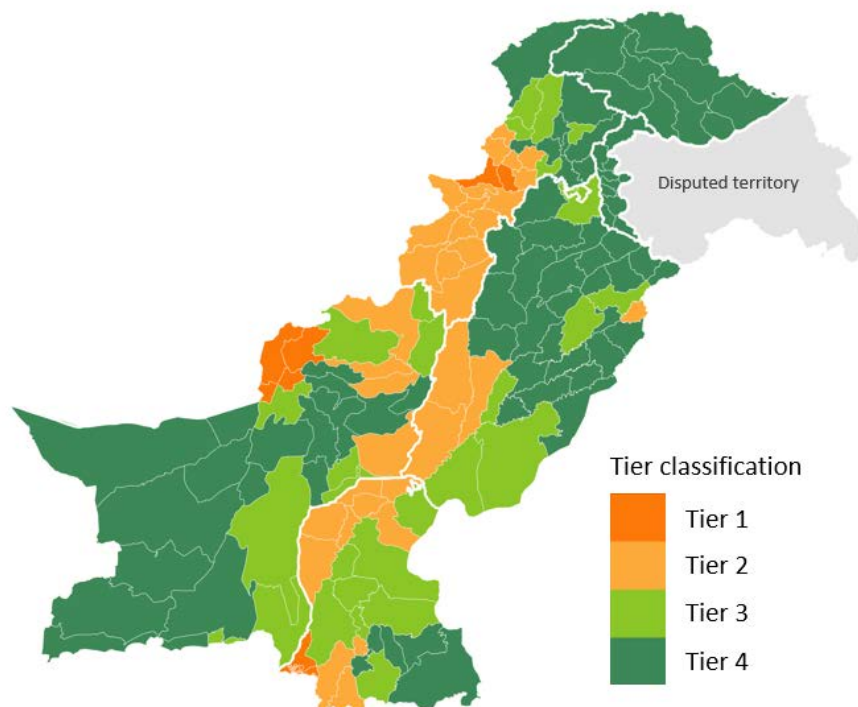 Disputed territory
Tier classification
Tier 1
Tier 2
Tier 3
Tier 4